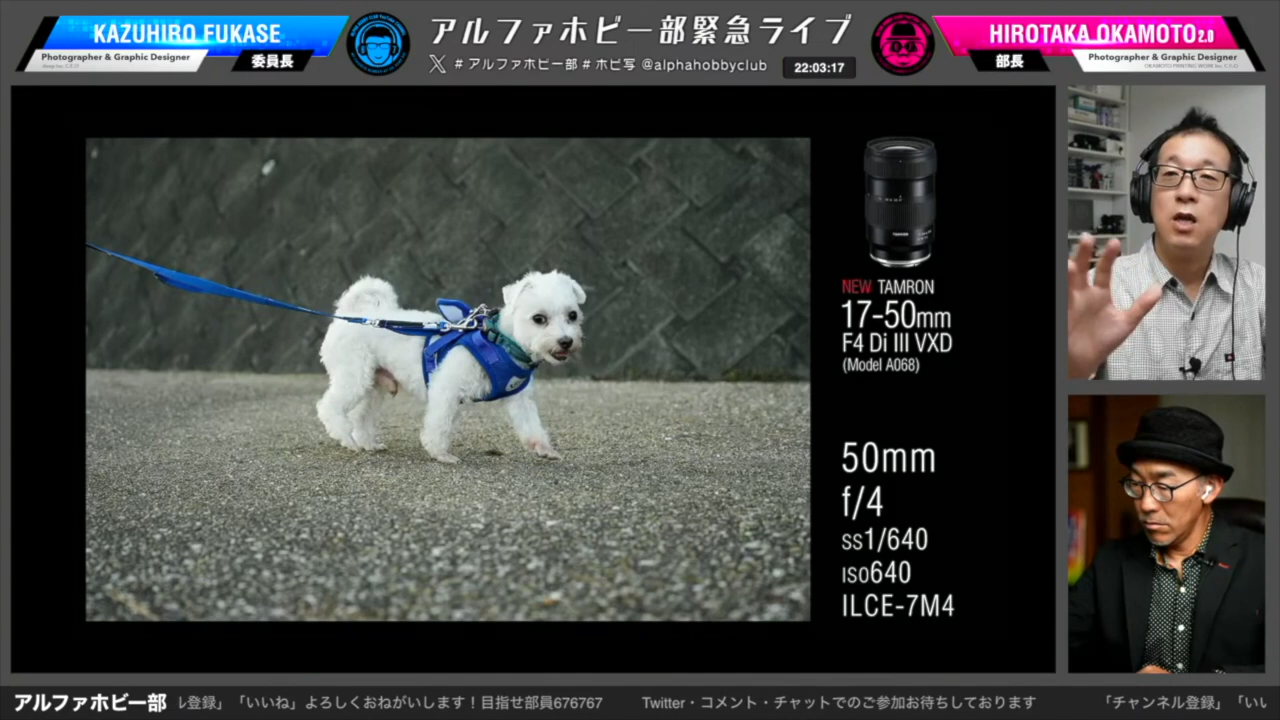 KAZUHIRO FUKASE
Photographer & Graphic Designer
委員長
アルファホビー部緊急ライブ
#アルファホビー部 #ホビ写 @alphahobbyclub
22:03:17
HIROTAKA OKAMOTO2.0
部長
Photographer & Graphic Designer
NEW TAMRON
17-50mm
F4 Di III VXD
(Model A068)
50mm
f/4
SS1/640
ISO640
ILCE-7M4
アルファホビー部
ル登録」「いいね」よろしくおねがいします!目指せ部員676767 Twitter・コメント・チャットでのご参加お待ちしております 「チャンネル登録」「いい